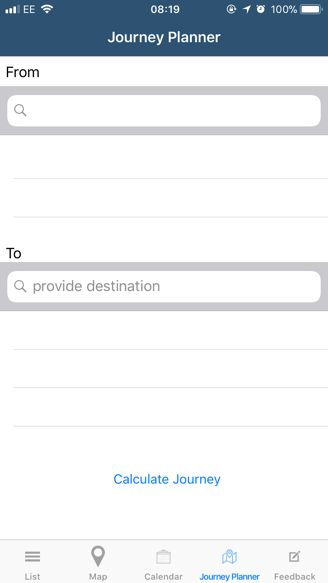 EE 08:19 100%
Journey Planner
From
To
provide destination
Calculate Journey
List Map Calendar Journey Planner Feedback